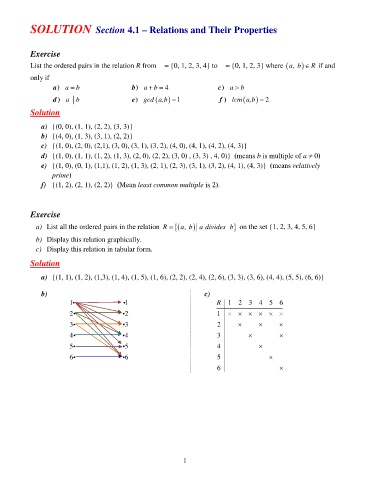 SOLUTION Section 4.1 – Relations and Their Properties
Exercise
List the ordered pairs in the relation R from = {0, 1, 2, 3, 4} to = {0, 1, 2, 3} where (a, b) ∈ R if and
only if
a) a = b b) a + b = 4 c) a > b
d) a | b e) gcd(a,b) = 1 f) lcm(a,b) = 2
Solution
a) {(0, 0), (1, 1), (2, 2), (3, 3)}
b) {(4, 0), (1, 3), (3, 1), (2, 2)}
c) {(1, 0), (2, 0), (2,1), (3, 0), (3, 1), (3, 2), (4, 0), (4, 1), (4, 2), (4, 3)}
d) {(1, 0), (1, 1), (1, 2), (1, 3), (2, 0), (2, 2), (3, 0) , (3, 3) , 4, 0)} (means b is multiple of a ≠ 0)
e) {(1, 0), (0, 1), (1,1), (1, 2), (1, 3), (2, 1), (2, 3), (3, 1), (3, 2), (4, 1), (4, 3)} (means relatively
prime)
f) {(1, 2), (2, 1), (2, 2)} (Mean least common multiple is 2).
Exercise
a) List all the ordered pairs in the relation R = {(a, b)| a divides b} on the set {1, 2, 3, 4, 5, 6}
b) Display this relation graphically.
c) Display this relation in tabular form.
Solution
a) {(1, 1), (1, 2), (1,3), (1, 4), (1, 5), (1, 6), (2, 2), (2, 4), (2, 6), (3, 3), (3, 6), (4, 4), (5, 5), (6, 6)}
b) c)
1• •1
2• •2
3• •3
4• •4
5• •5
6• •6
R 1 2 3 4 5 6
1 × × × × × ×
2 × × ×
3 × ×
4 ×
5 ×
6 ×
1